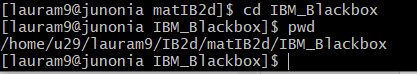 [lauram9@junonia matIB2d]$ cd IBM_Blackbox
[lauram9@junonia IBM_Blackbox]$ pwd
/home/u29/lauram9/IB2d/matIB2d/IBM_Blackbox
[lauram9@junonia IBM_Blackbox]$